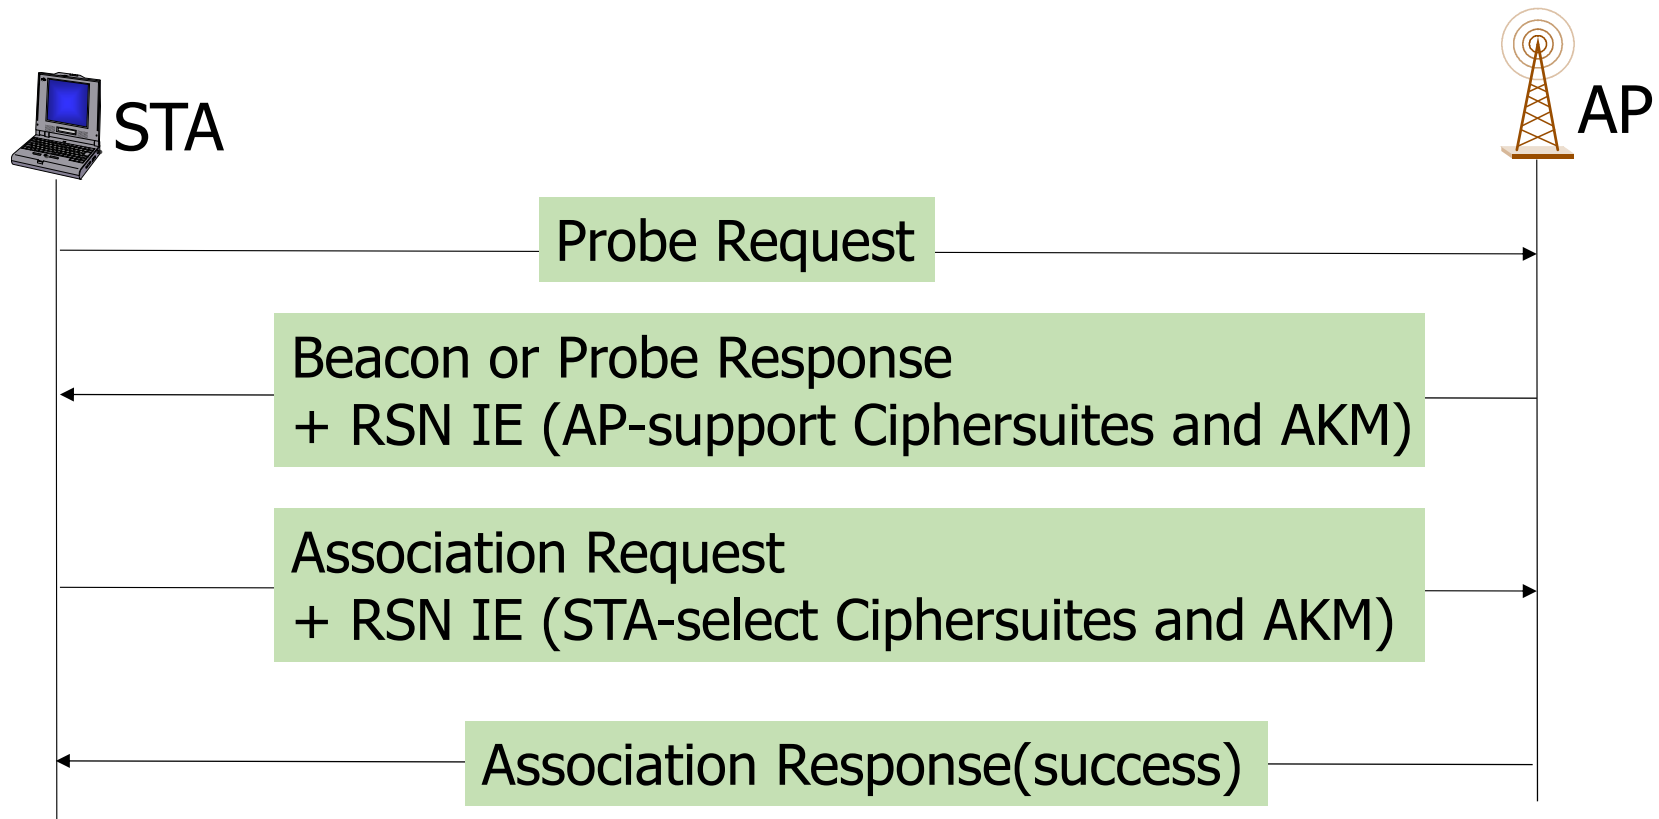 STA
AP
Probe Request
Beacon or Probe Response
+ RSN IE (AP-support Ciphersuites and AKM)
Association Request
+ RSN IE (STA-select Ciphersuites and AKM)
Association Response(success)